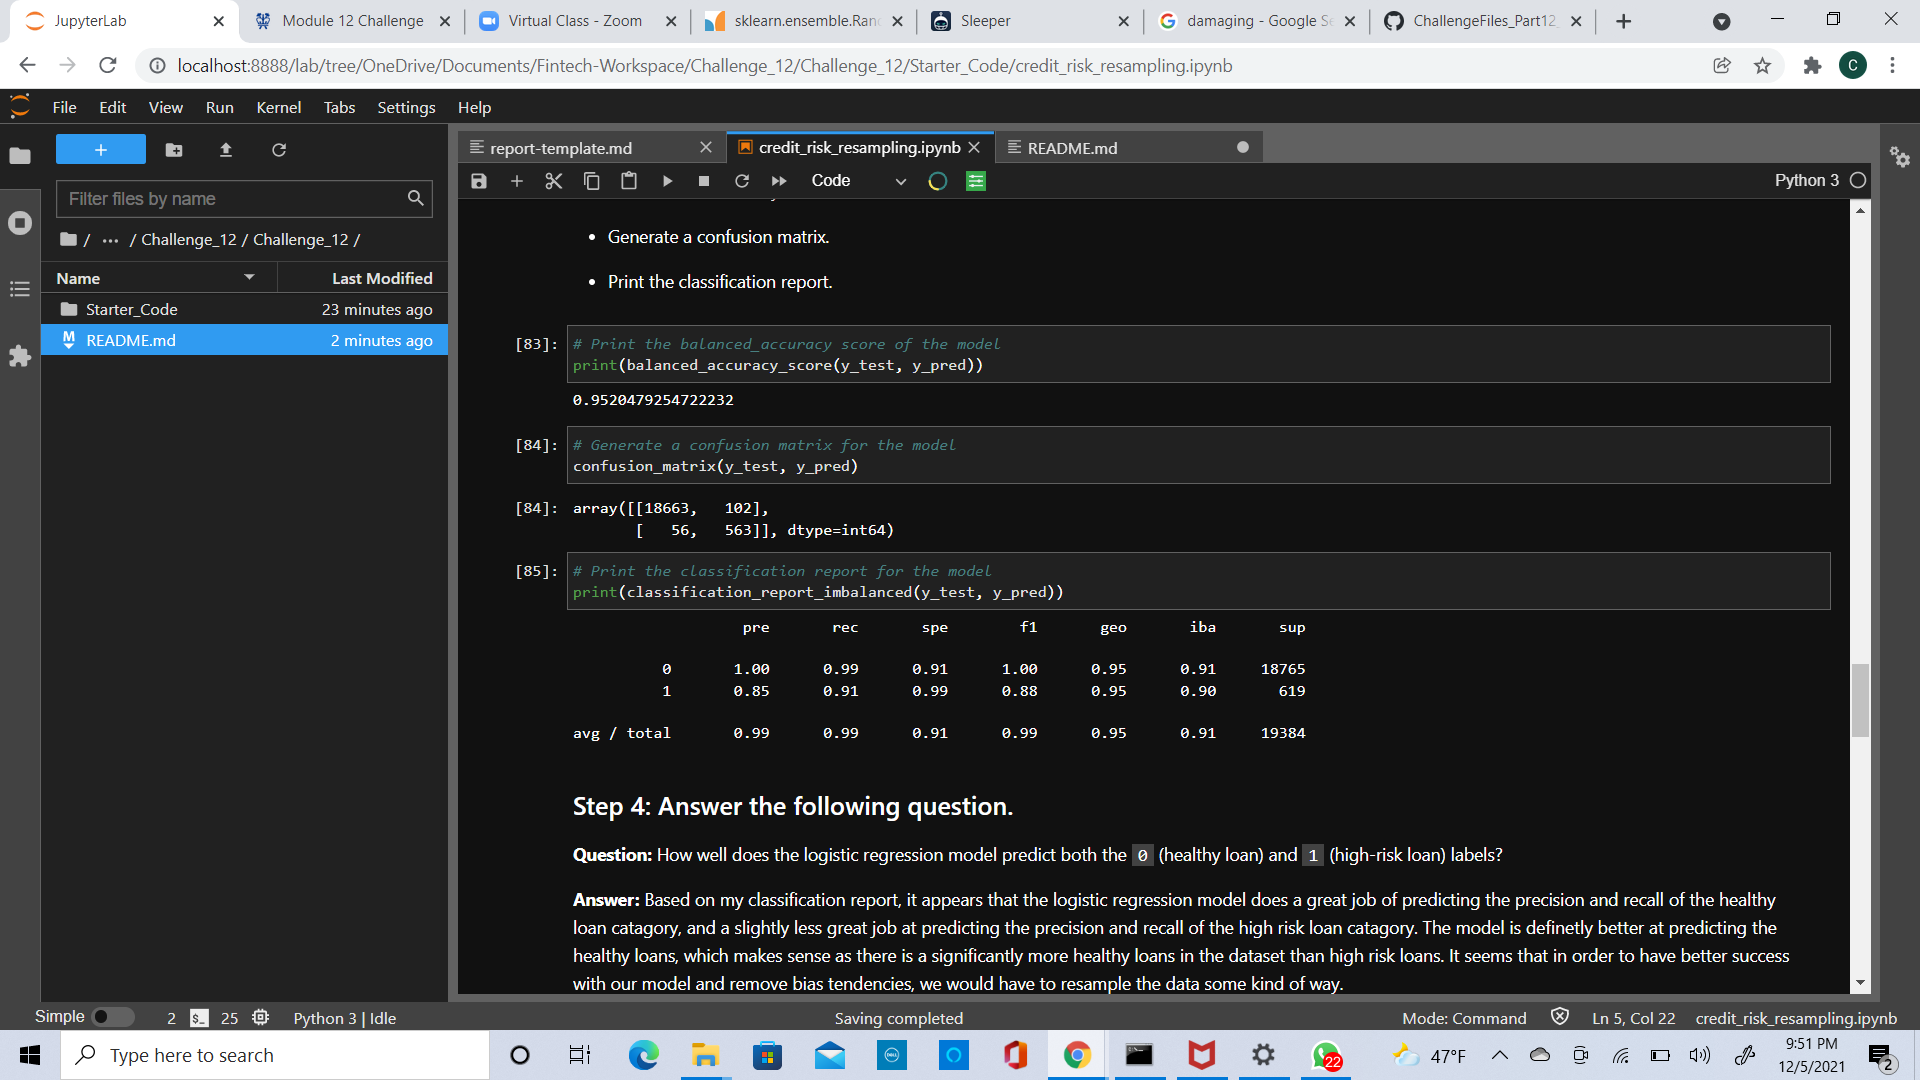 JupyterLab
Module 12 Challenge
Virtual Class - Zoom
sklearn.ensemble.Ran
Sleeper
damaging - Google Se
ChallengeFiles_Part12
localhost:8888/lab/tree/OneDrive/Documents/Fintech-Workspace/Challenge_12/Challenge_12/Starter_Code/credit_risk_resampling.ipynb
C
File Edit View Run Kernel Tabs Settings Help
report-template.md
credit_risk_resampling.ipynb
README.md
Code
Python 3
Filter files by name
/ ... / Challenge_12 / Challenge_12 /
Name Last Modified
Starter_Code 23 minutes ago
README.md 2 minutes ago
• Generate a confusion matrix.
• Print the classification report.
[83]: # Print the balanced_accuracy score of the model
print(balanced_accuracy_score(y_test, y_pred))
0.9520479254722232
[84]: # Generate a confusion matrix for the model
confusion_matrix(y_test, y_pred)
[84]: array([[18663, 102],
[ 56, 563]], dtype=int64)
[85]: # Print the classification report for the model
print(classification_report_imbalanced(y_test, y_pred))
pre rec spe f1 geo iba sup
0 1.00 0.99 0.91 1.00 0.95 0.91 18765
1 0.85 0.91 0.99 0.88 0.95 0.90 619
avg / total 0.99 0.99 0.91 0.99 0.95 0.91 19384
Step 4: Answer the following question.
Question: How well does the logistic regression model predict both the 0 (healthy loan) and 1 (high-risk loan) labels?
Answer: Based on my classification report, it appears that the logistic regression model does a great job of predicting the precision and recall of the healthy
loan catagory, and a slightly less great job at predicting the precision and recall of the high risk loan catagory. The model is definetly better at predicting the
healthy loans, which makes sense as there is a significantly more healthy loans in the dataset than high risk loans. It seems that in order to have better success
with our model and remove bias tendencies, we would have to resample the data some kind of way.
Simple 2 $_ 25 Python 3 | Idle Saving completed Mode: Command Ln 5, Col 22 credit_risk_resampling.ipynb
Type here to search
22
47°F
9:51 PM
12/5/2021
2